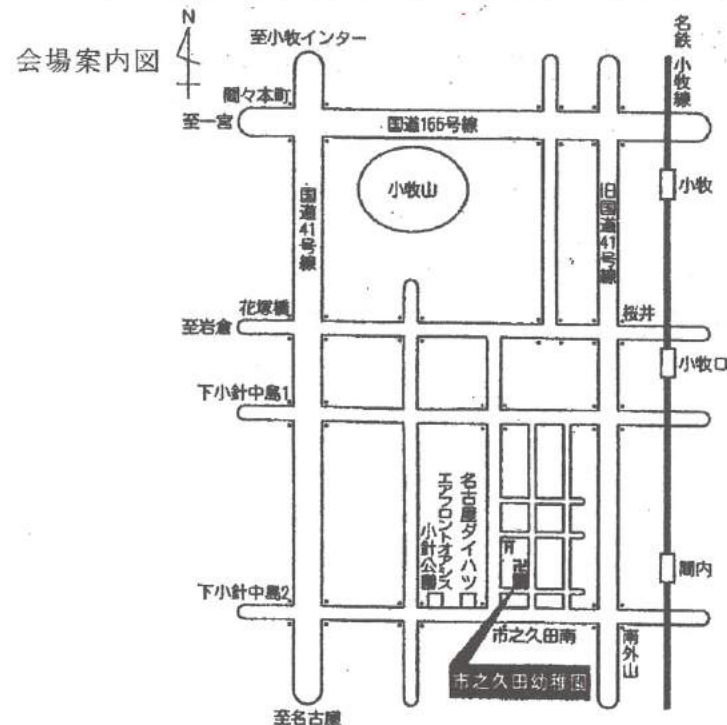 会場案内図
N
至小牧インター
名鉄小牧線
間々本町
至一宮
国道155号線
小牧山
小牧
国道41号線
旧国道41号線
花塚橋
桜井
至岩倉
小牧口
下小針中島1
名古屋ダイハツ
エアフロントオアシス
小針公園
卍
間内
下小針中島2
市之久田南
南外山
市之久田幼稚園
至名古屋